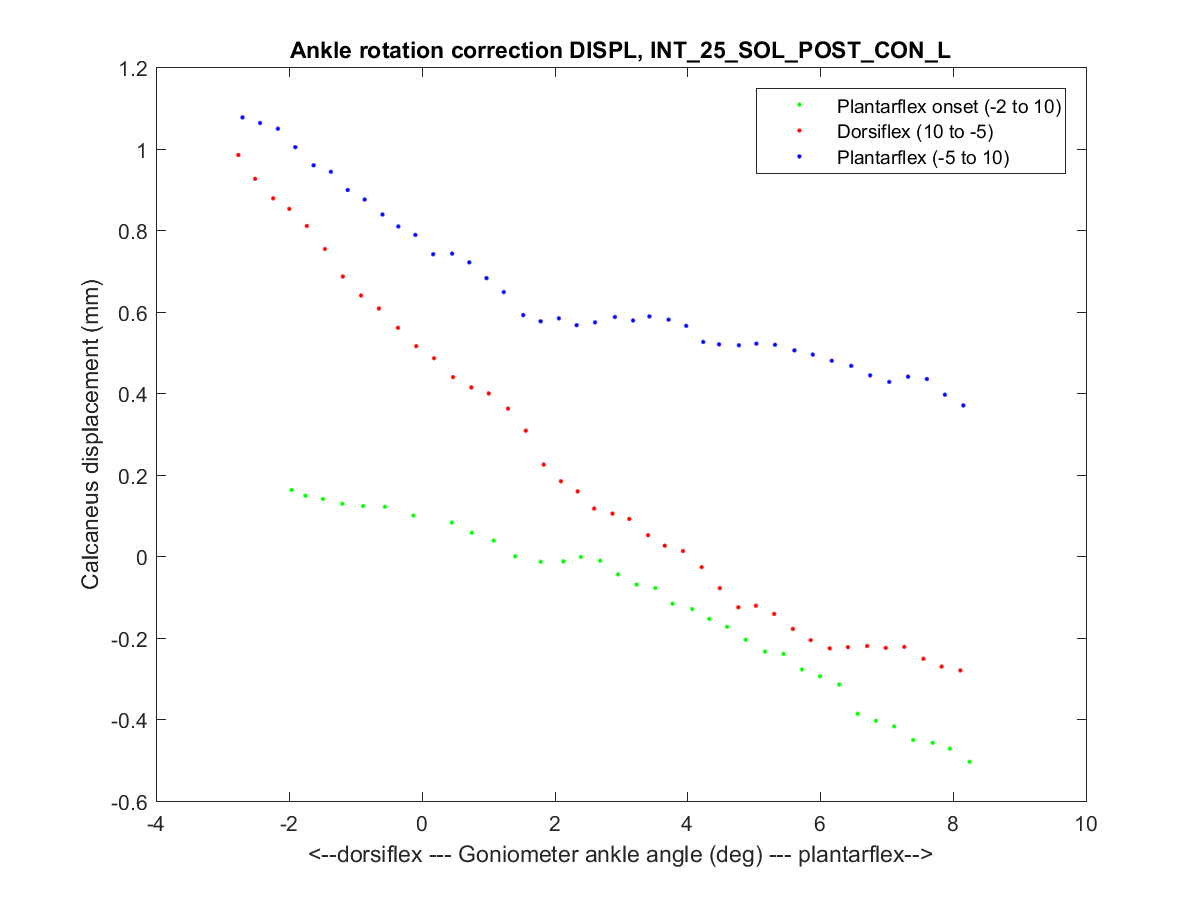 Ankle rotation correction DISPL, INT_25_SOL_POST_CON_L
1.2
1
0.8
0.6
0.4
0.2
0
-0.2
-0.4
-0.6
Calcaneus displacement (mm)
Plantarflex onset (-2 to 10)
Dorsiflex (10 to -5)
Plantarflex (-5 to 10)
-4 -2 0 2 4 6 8 10
<--dorsiflex --- Goniometer ankle angle (deg) --- plantarflex-->